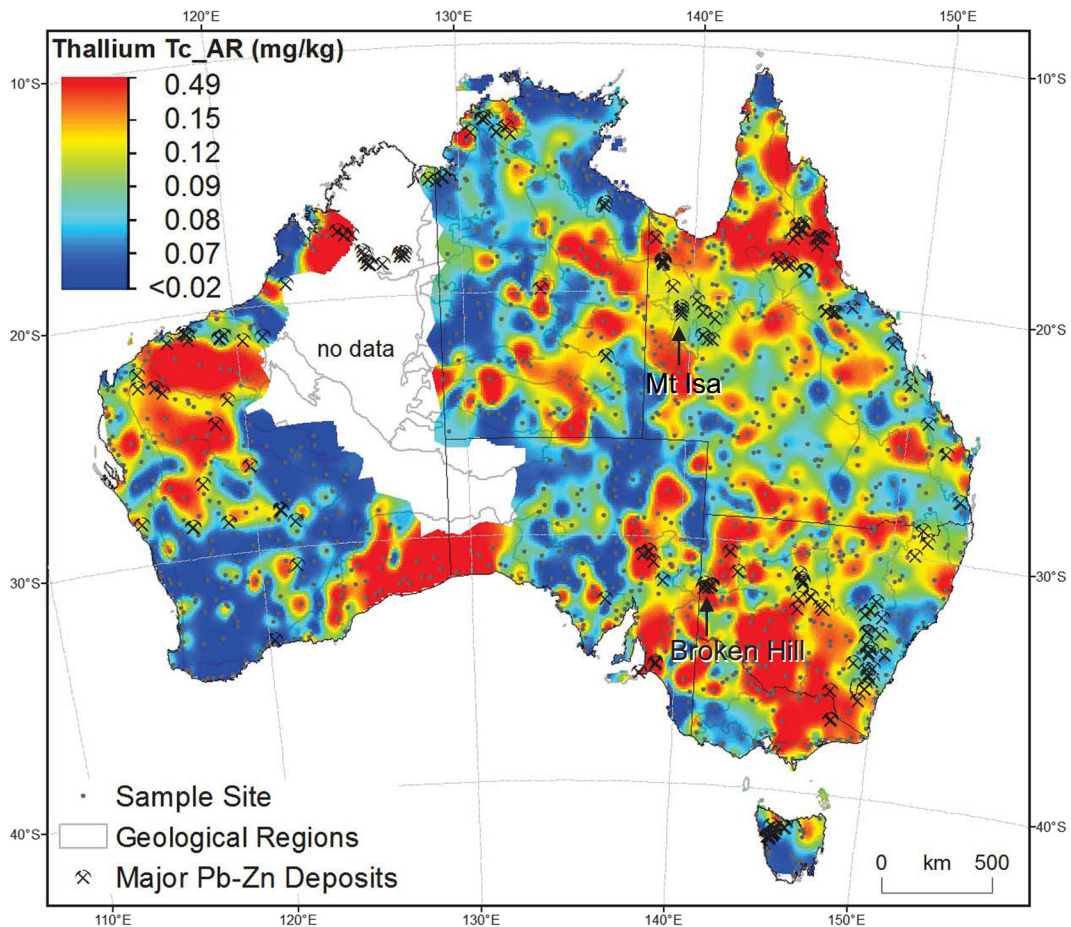 120°E 130°E 140°E 150°E
Thallium Tc_AR (mg/kg)
10°S 10°S
0.49
0.15
0.12
0.09
0.08
0.07
<0.02
20°S 20°S
no data
Mt Isa
30°S 30°S
Broken Hill
Sample Site
Geological Regions
Major Pb-Zn Deposits
40°S 40°S
0 km 500
110°E 120°E 130°E 140°E 150°E